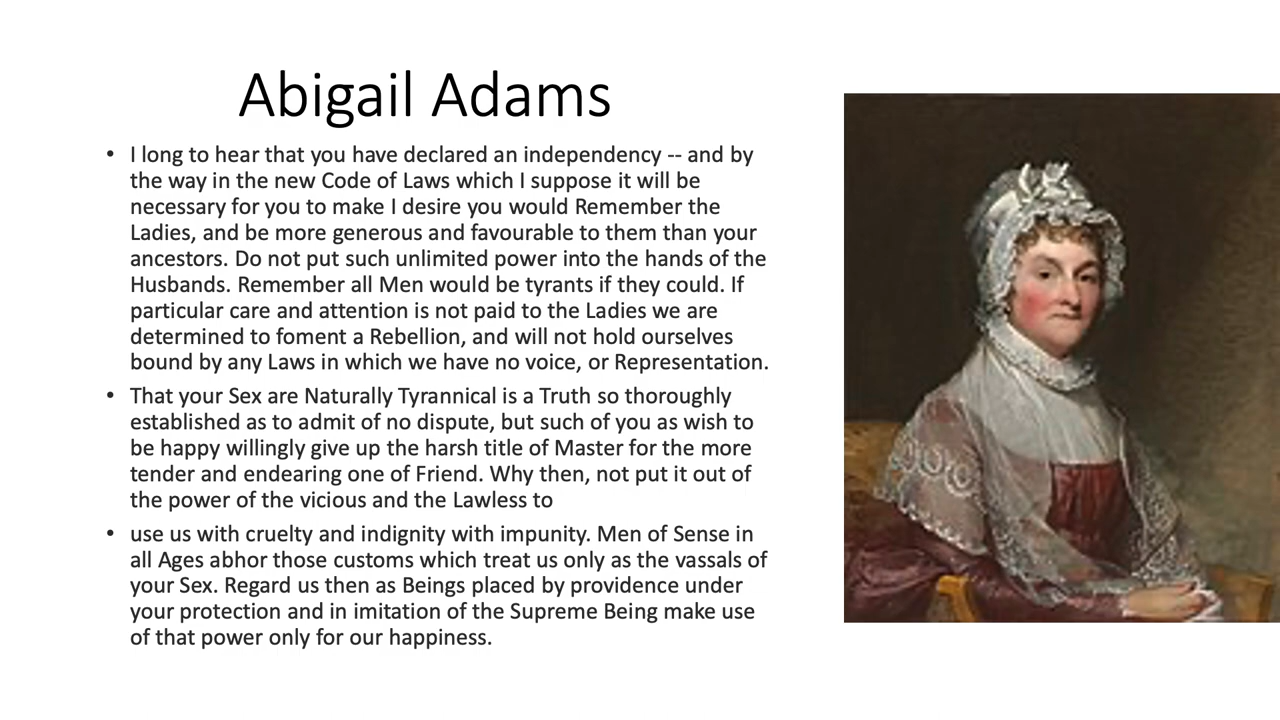 Abigail Adams
• I long to hear that you have declared an independency -- and by
the way in the new Code of Laws which I suppose it will be
necessary for you to make I desire you would Remember the
Ladies, and be more generous and favourable to them than your
ancestors. Do not put such unlimited power into the hands of the
Husbands. Remember all Men would be tyrants if they could. If
particular care and attention is not paid to the Ladies we are
determined to foment a Rebellion, and will not hold ourselves
bound by any Laws in which we have no voice, or Representation.
• That your Sex are Naturally Tyrannical is a Truth so thoroughly
established as to admit of no dispute, but such of you as wish to
be happy willingly give up the harsh title of Master for the more
tender and endearing one of Friend. Why then, not put it out of
the power of the vicious and the Lawless to
• use us with cruelty and indignity with impunity. Men of Sense in
all Ages abhor those customs which treat us only as the vassals of
your Sex. Regard us then as Beings placed by providence under
your protection and in imitation of the Supreme Being make use
of that power only for our happiness.